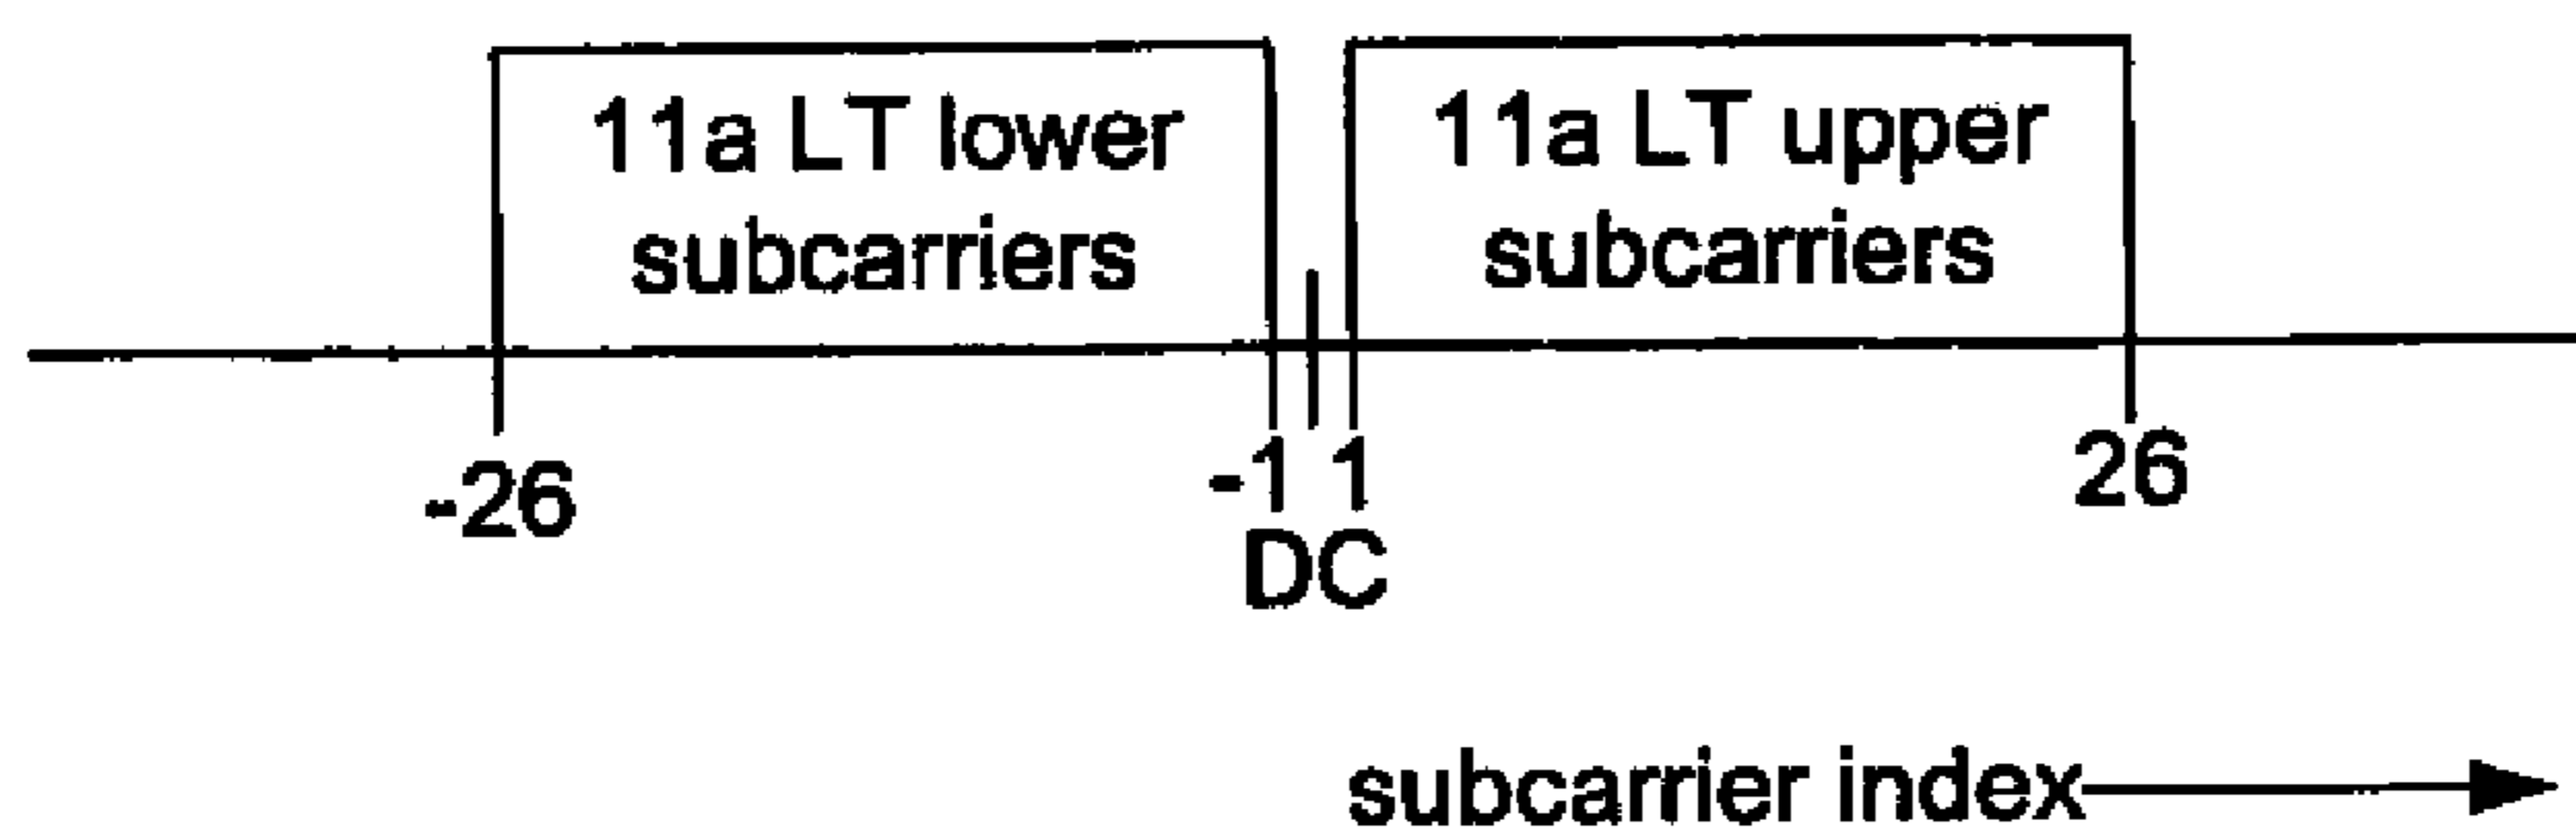 11a LT lower
subcarriers
11a LT upper
subcarriers
-26
-1 1
26
DC
subcarrier index